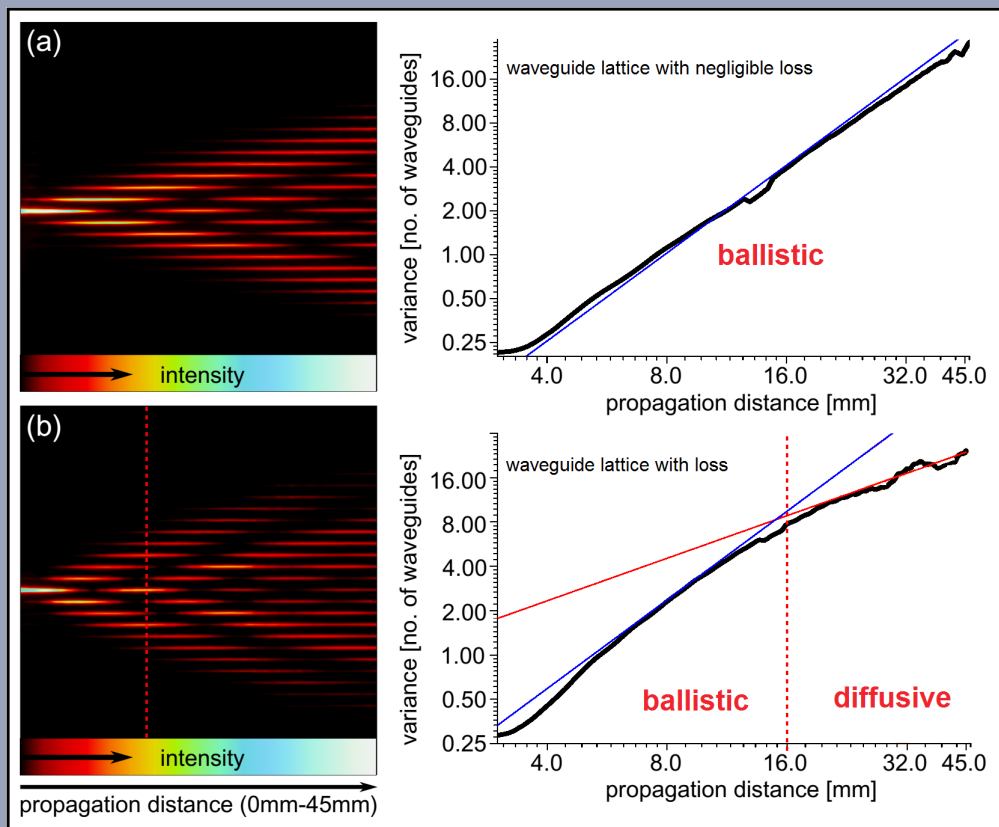 (a)
intensity
variance [no. of waveguides]
waveguide lattice with negligible loss
16.00
8.00
4.00
2.00
1.00
0.50
0.25
ballistic
4.0 8.0 16.0 32.0 45.0
propagation distance [mm]
(b)
intensity
propagation distance (0mm-45mm)
variance [no. of waveguides]
waveguide lattice with loss
16.00
8.00
4.00
2.00
1.00
0.50
0.25
ballistic diffusive
4.0 8.0 16.0 32.0 45.0
propagation distance [mm]